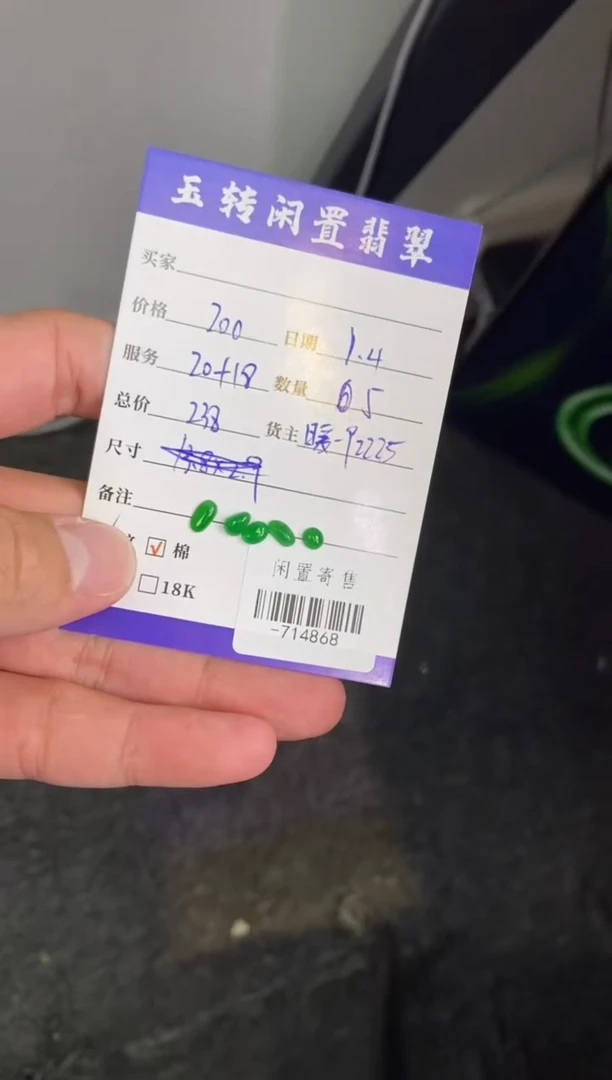 玉转闲置翡翠
买家
价格 200 日期 1.4
服务 20+18 数量 5
总价 238 货主 暖-92225
尺寸
备注
棉
18K
闲置寄售
-714868